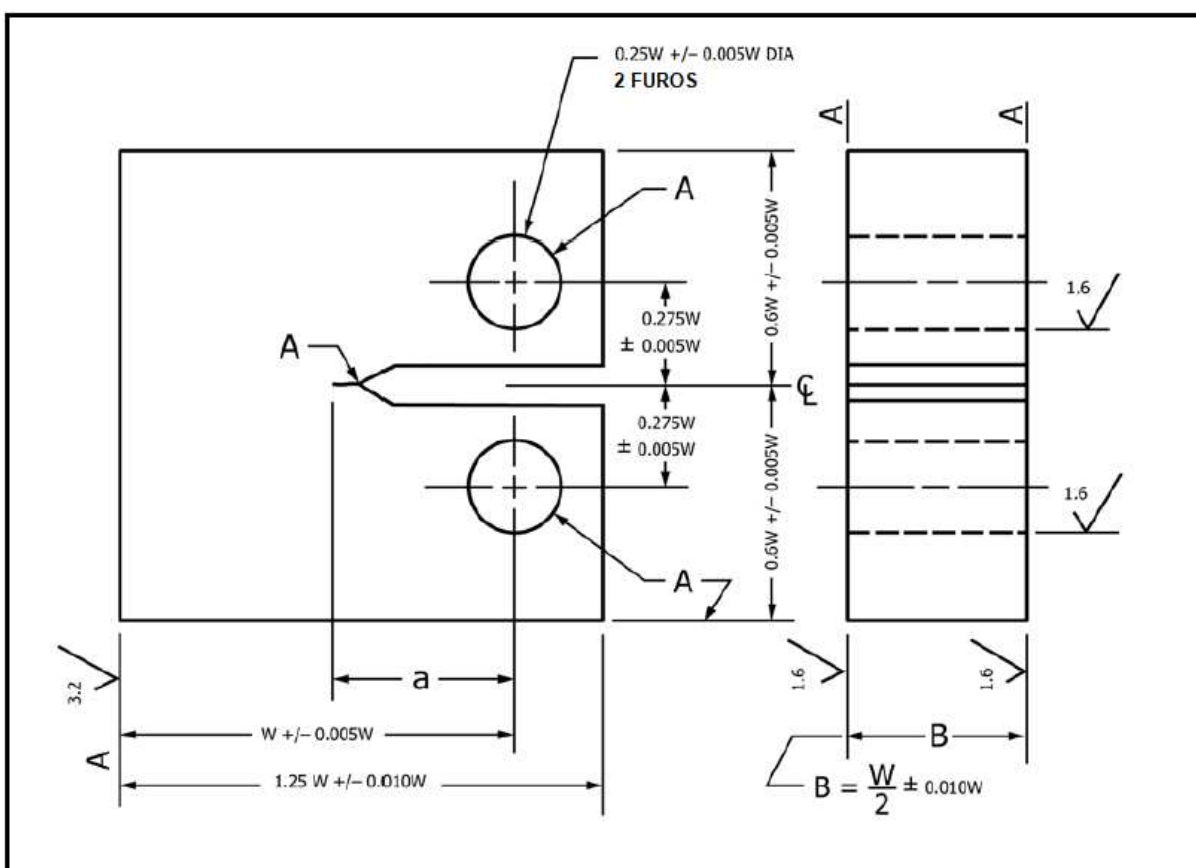 0.25W +/- 0.005W DIA
2 FUROS
A
A
A
0.275W
± 0.005W
0.6W +/- 0.005W
1.6
A
℄
0.275W
± 0.005W
0.6W +/- 0.005W
1.6
A
3.2
a
1.6
1.6
W +/- 0.005W
B
A
1.25 W +/- 0.010W
B = W/2 ± 0.010W